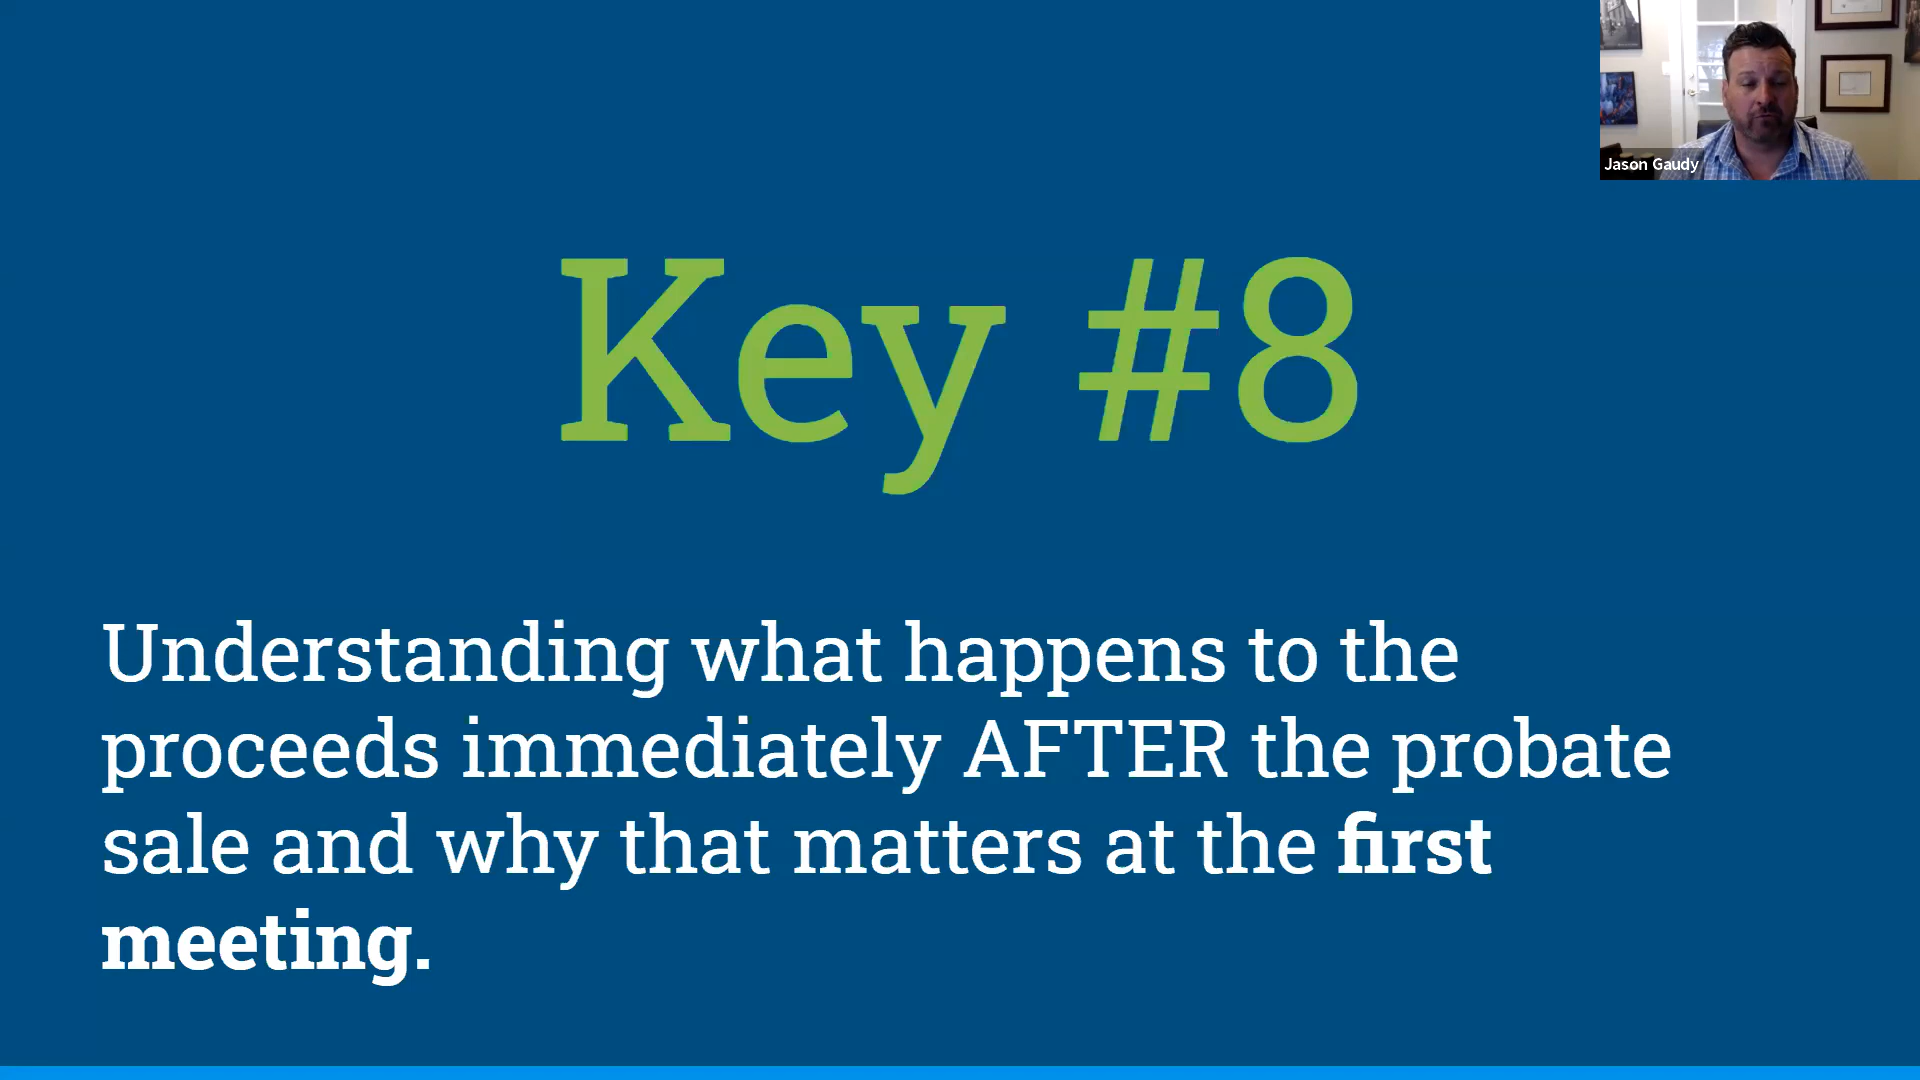 Jason Gaudy
Key #8
Understanding what happens to the
proceeds immediately AFTER the probate
sale and why that matters at the first
meeting.